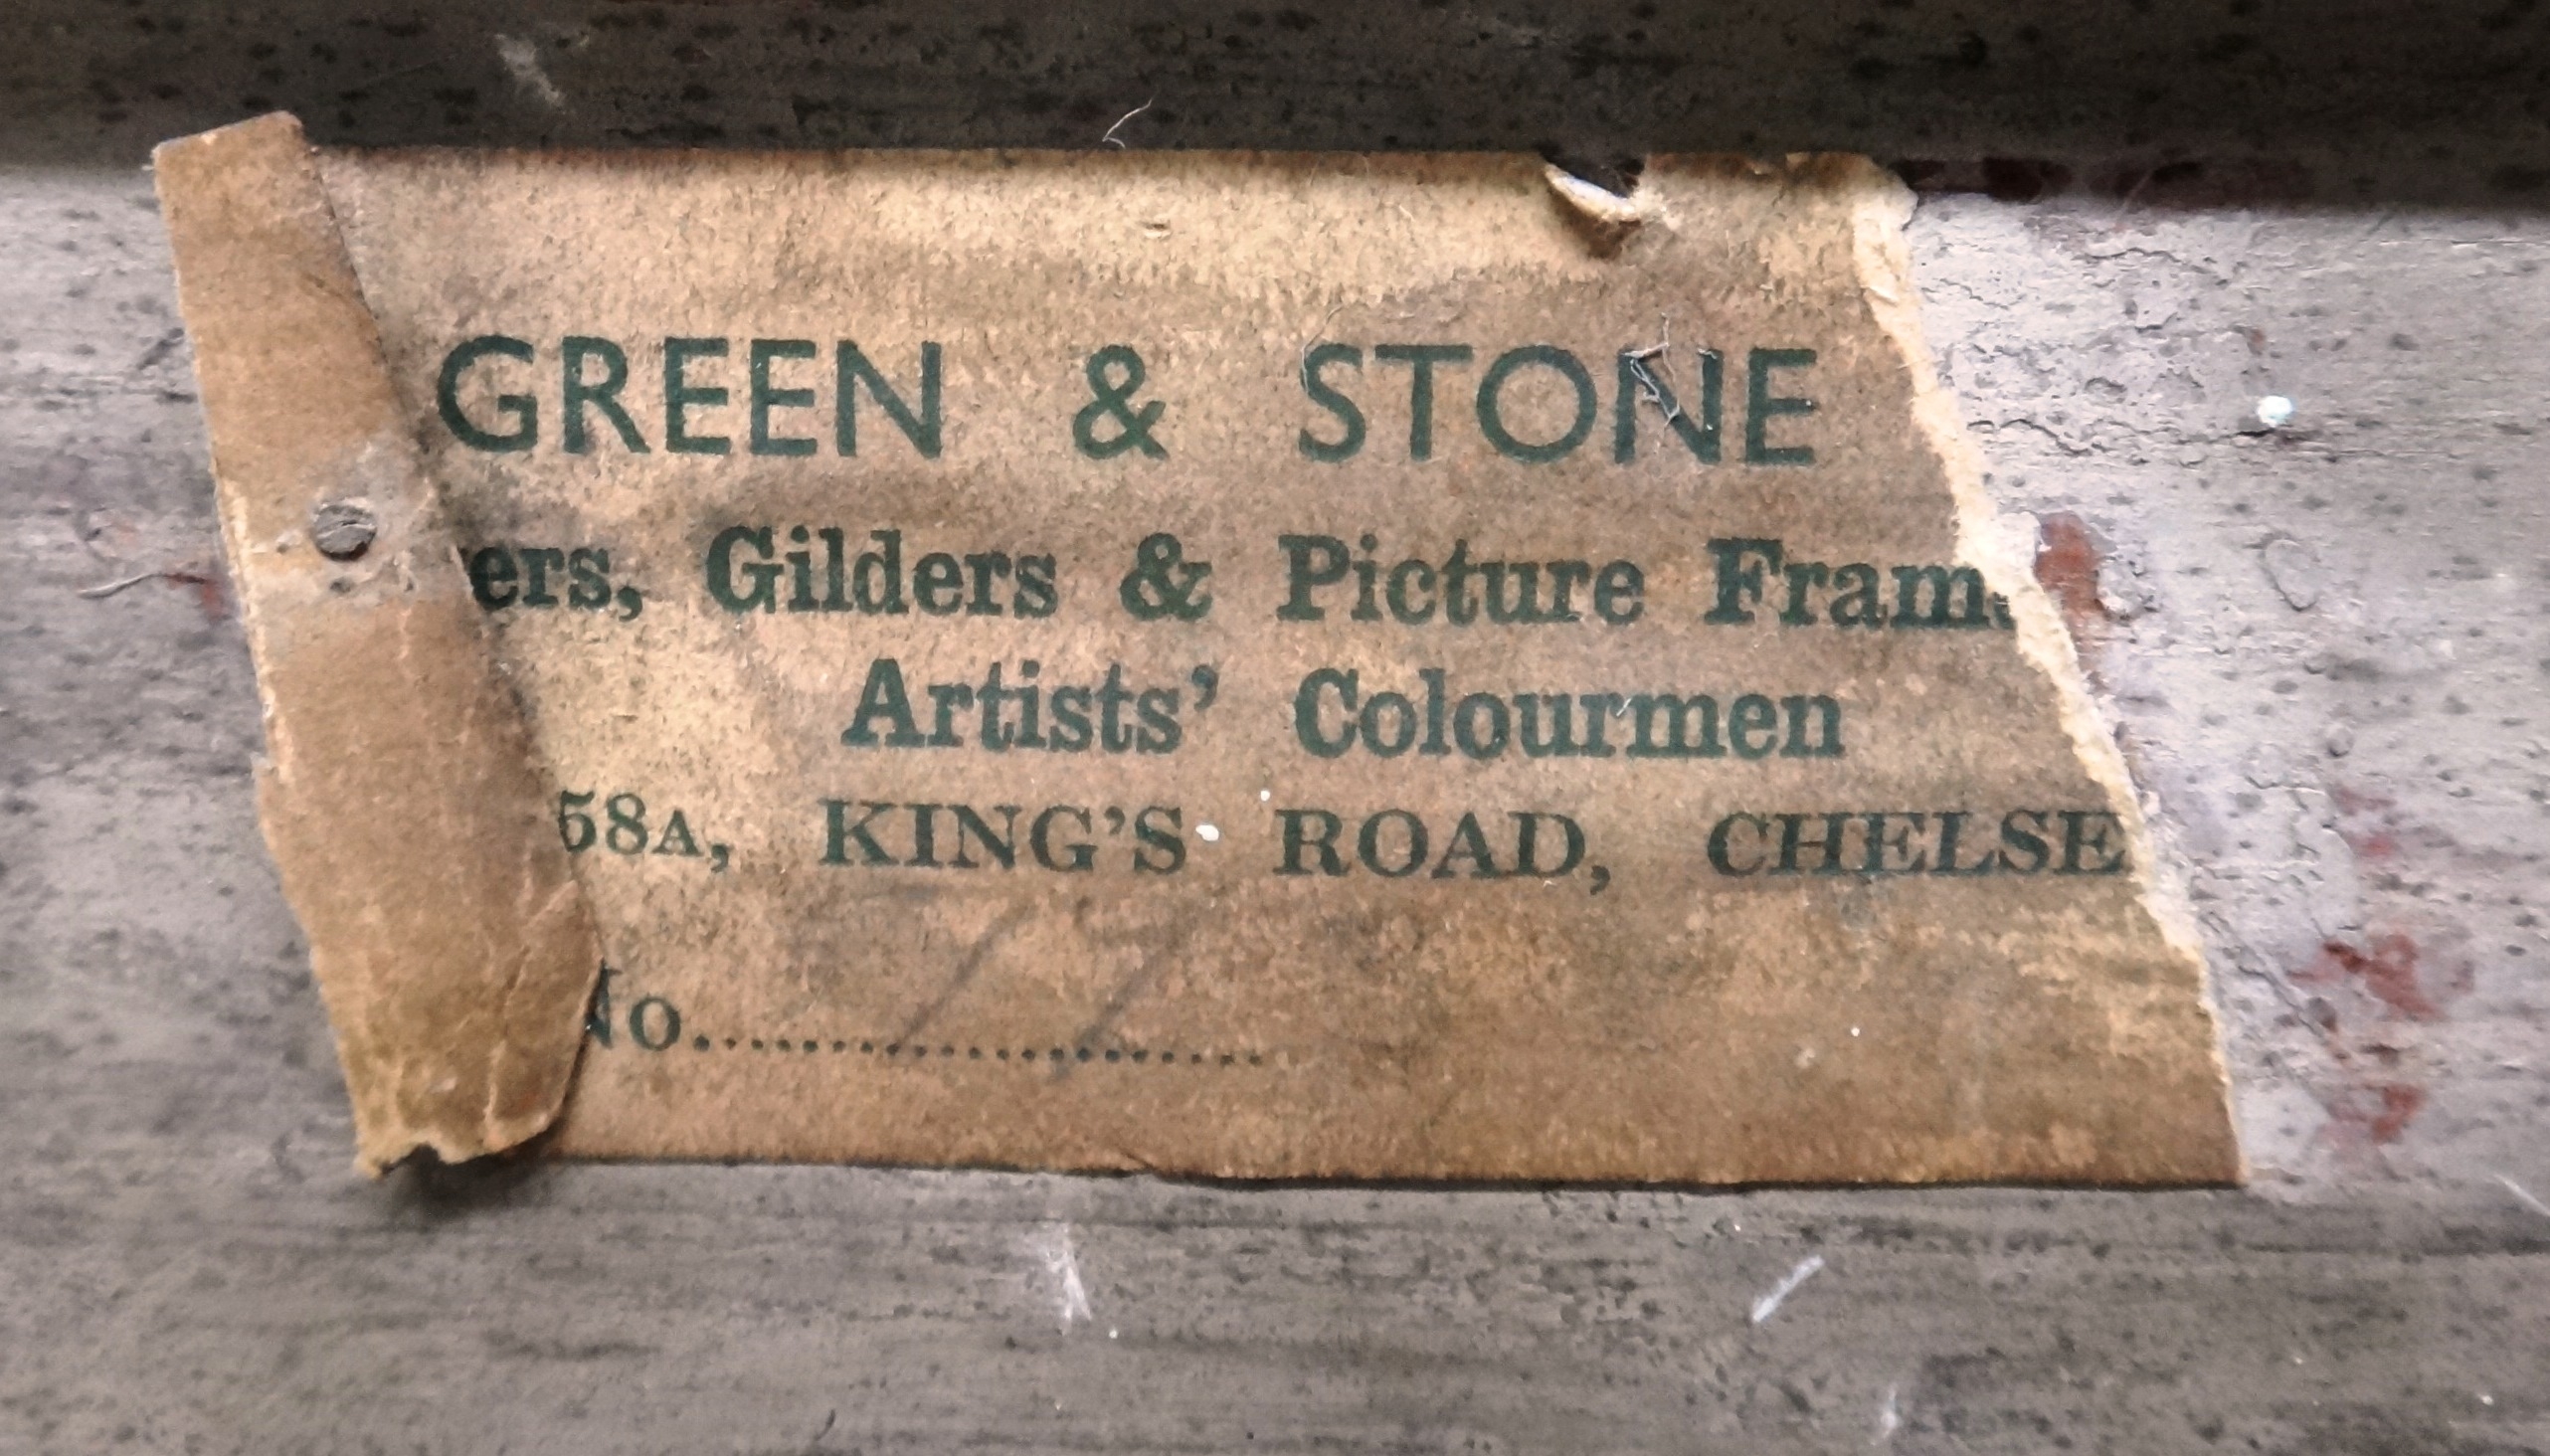 GREEN & STONE
ers, Gilders & Picture Fram
Artists' Colourmen
58A, KING'S ROAD, CHELSE
No.....................